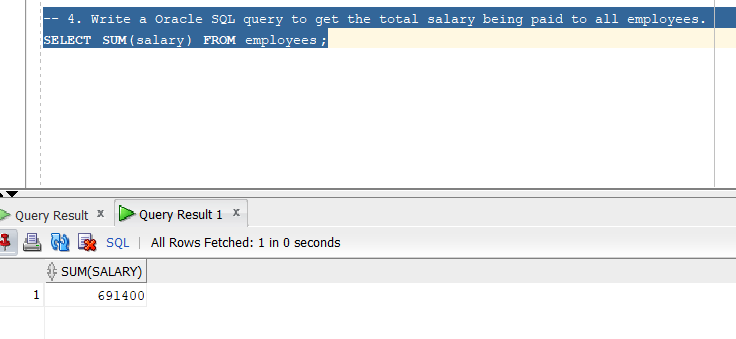 -- 4. Write a Oracle SQL query to get the total salary being paid to all employees.
SELECT SUM(salary) FROM employees;
Query Result x Query Result 1 x
SQL | All Rows Fetched: 1 in 0 seconds
SUM(SALARY)
1 691400